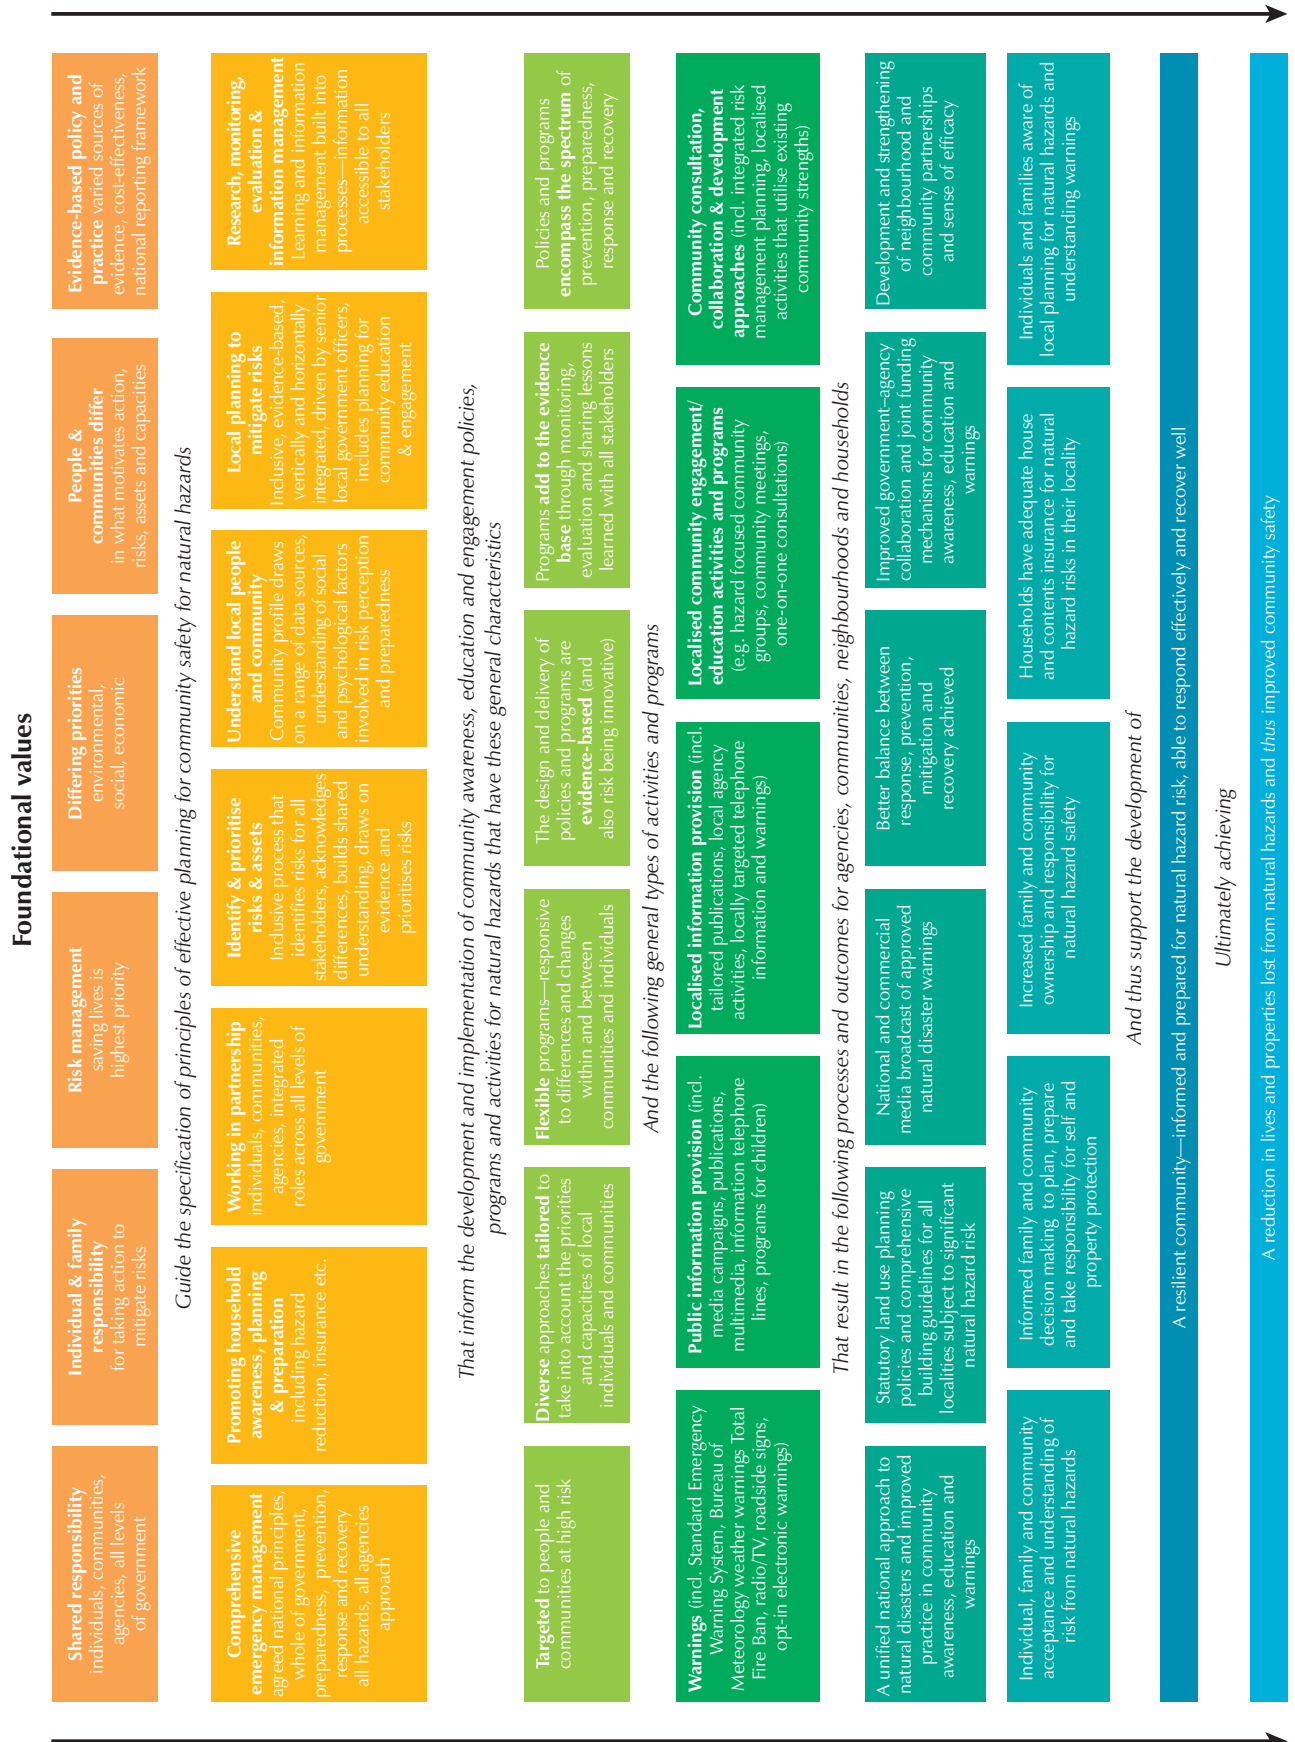 Foundational values
Shared responsibility
individuals, communities,
agencies, all levels
of government
Individual & family
responsibility
for taking action to
mitigate risks
Risk management
saving lives is
highest priority
Differing priorities
environmental,
social, economic
People &
communities differ
in what motivates action,
risks, assets and capacities
Evidence-based policy and
practice varied sources of
evidence, cost-effectiveness,
national reporting framework
Guide the specification of principles of effective planning for community safety for natural hazards
Comprehensive
emergency management
agreed national principles,
whole of government,
preparedness, prevention,
response and recovery
all hazards, all agencies
approach
Promoting household
awareness, planning
& preparation
including hazard
reduction, insurance etc.
Working in partnership
individuals, communities,
agencies, integrated
roles across all levels of
government
Identify & prioritise
risks & assets
Inclusive process that
identifies risks for all
stakeholders, acknowledges
differences, builds shared
understanding, draws on
evidence and
prioritises risks
Understand local people
and community
Community profile draws
on a range of data sources,
understanding of social
and psychological factors
involved in risk perception
and preparedness
Local planning to
mitigate risks
Inclusive, evidence-based,
vertically and horizontally
integrated, driven by senior
local government officers,
includes planning for
community education
& engagement
Research, monitoring,
evaluation &
information management
Learning and information
management built into
processes—information
accessible to all
stakeholders
That inform the development and implementation of community awareness, education and engagement policies,
programs and activities for natural hazards that have these general characteristics
Targeted to people and
communities at high risk
Diverse approaches tailored to
take into account the priorities
and capacities of local
individuals and communities
Flexible programs—responsive
to differences and changes
within and between
communities and individuals
The design and delivery of
policies and programs are
evidence-based (and
also risk being innovative)
Programs add to the evidence
base through monitoring,
evaluation and sharing lessons
learned with all stakeholders
Policies and programs
encompass the spectrum of
prevention, preparedness,
response and recovery
And the following general types of activities and programs
Warnings (incl. Standard Emergency
Warning System, Bureau of
Meteorology weather warnings Total
Fire Ban, radio/TV, roadside signs,
opt-in electronic warnings)
Public information provision (incl.
media campaigns, publications,
multimedia, information telephone
lines, programs for children)
Localised information provision (incl.
tailored publications, local agency
activities, locally targeted telephone
information and warnings)
Localised community engagement/
education activities and programs
(e.g. hazard focused community
groups, community meetings,
one-on-one consultations)
Community consultation,
collaboration & development
approaches (incl. integrated risk
management planning, localised
activities that utilise existing
community strengths)
That result in the following processes and outcomes for agencies, communities, neighbourhoods and households
A unified national approach to
natural disasters and improved
practice in community
awareness, education and
warnings
Statutory land use planning
policies and comprehensive
building guidelines for all
localities subject to significant
natural hazard risk
National and commercial
media broadcast of approved
natural disaster warnings
Better balance between
response, prevention,
mitigation and
recovery achieved
Improved government–agency
collaboration and joint funding
mechanisms for community
awareness, education and
warnings
Development and strengthening
of neighbourhood and
community partnerships
and sense of efficacy
Individual, family and community
acceptance and understanding of
risk from natural hazards
Informed family and community
decision making to plan, prepare
and take responsibility for self and
property protection
Increased family and community
ownership and responsibility for
natural hazard safety
Households have adequate house
and contents insurance for natural
hazard risks in their locality
Individuals and families aware of
local planning for natural hazards and
understanding warnings
And thus support the development of
A resilient community—informed and prepared for natural hazard risk, able to respond effectively and recover well
Ultimately achieving
A reduction in lives and properties lost from natural hazards and thus improved community safety